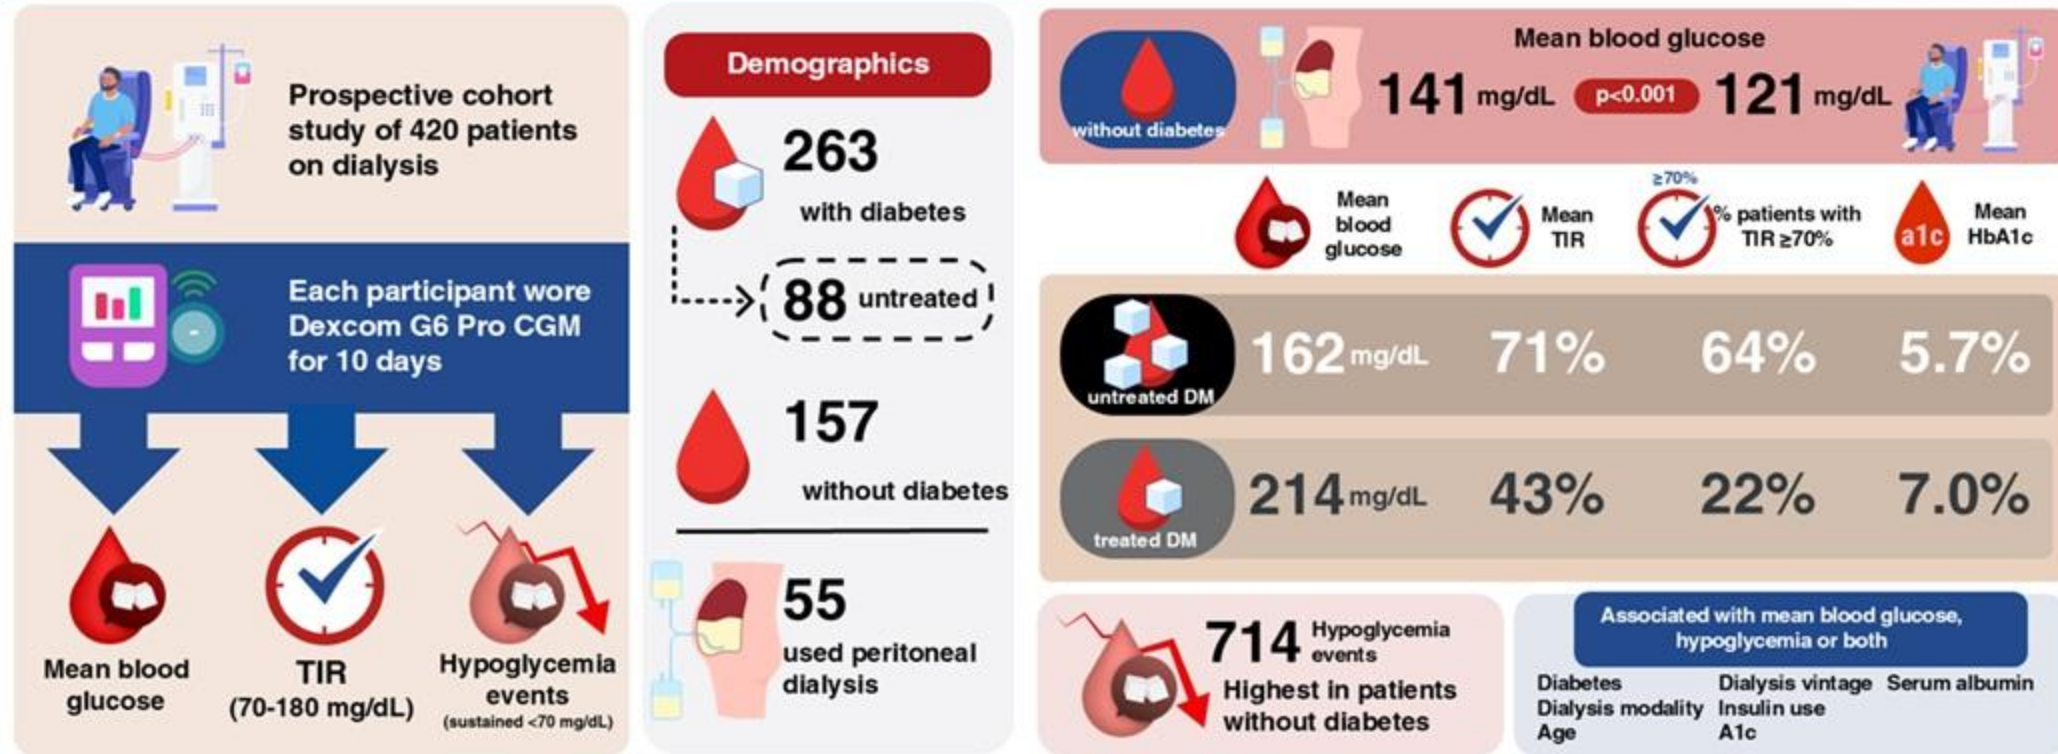 Prospective cohort
study of 420 patients
on dialysis
Each participant wore
Dexcom G6 Pro CGM
for 10 days
Mean blood
glucose
TIR
(70-180 mg/dL)
Hypoglycemia
events
(sustained <70 mg/dL)
Demographics
263
with diabetes
88 untreated
157
without diabetes
55
used peritoneal
dialysis
without diabetes
Mean blood glucose
141 mg/dL p<0.001 121 mg/dL
Mean
blood
glucose
Mean
TIR
≥70%
% patients with
TIR ≥70%
a1c
Mean
HbA1c
untreated DM
162 mg/dL 71% 64% 5.7%
treated DM
214 mg/dL 43% 22% 7.0%
714 Hypoglycemia
events
Highest in patients
without diabetes
Associated with mean blood glucose,
hypoglycemia or both
Diabetes
Dialysis modality
Age
Dialysis vintage
Insulin use
A1c
Serum albumin